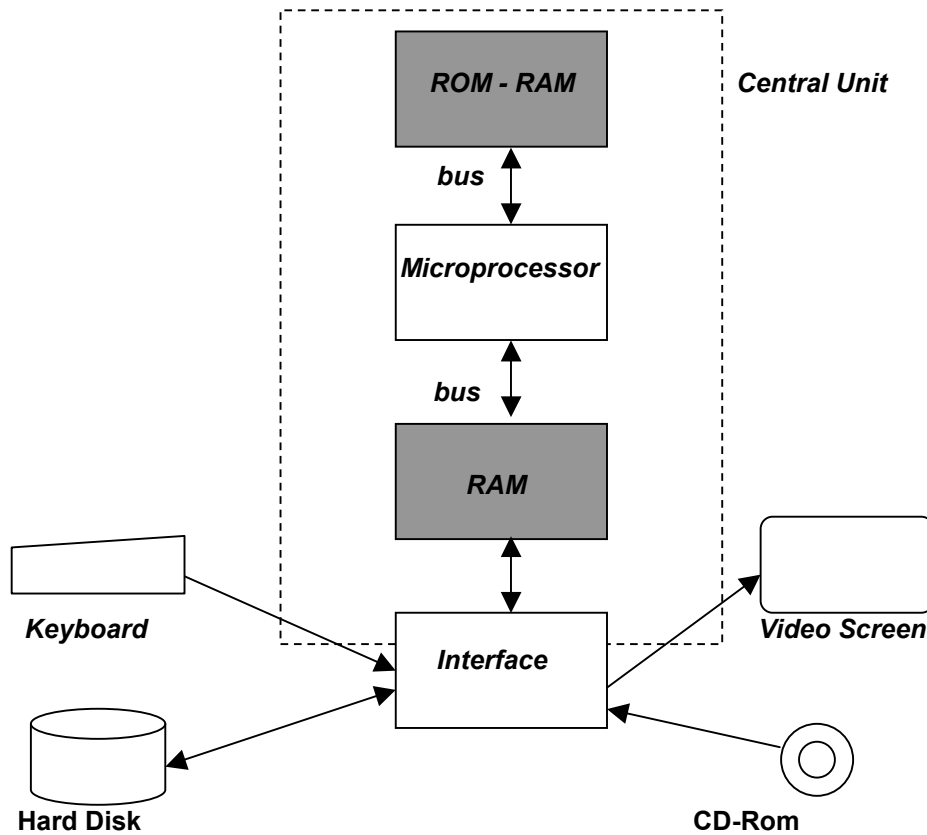 ROM - RAM
Central Unit
bus
Microprocessor
bus
RAM
Keyboard
Video Screen
Interface
Hard Disk
CD-Rom